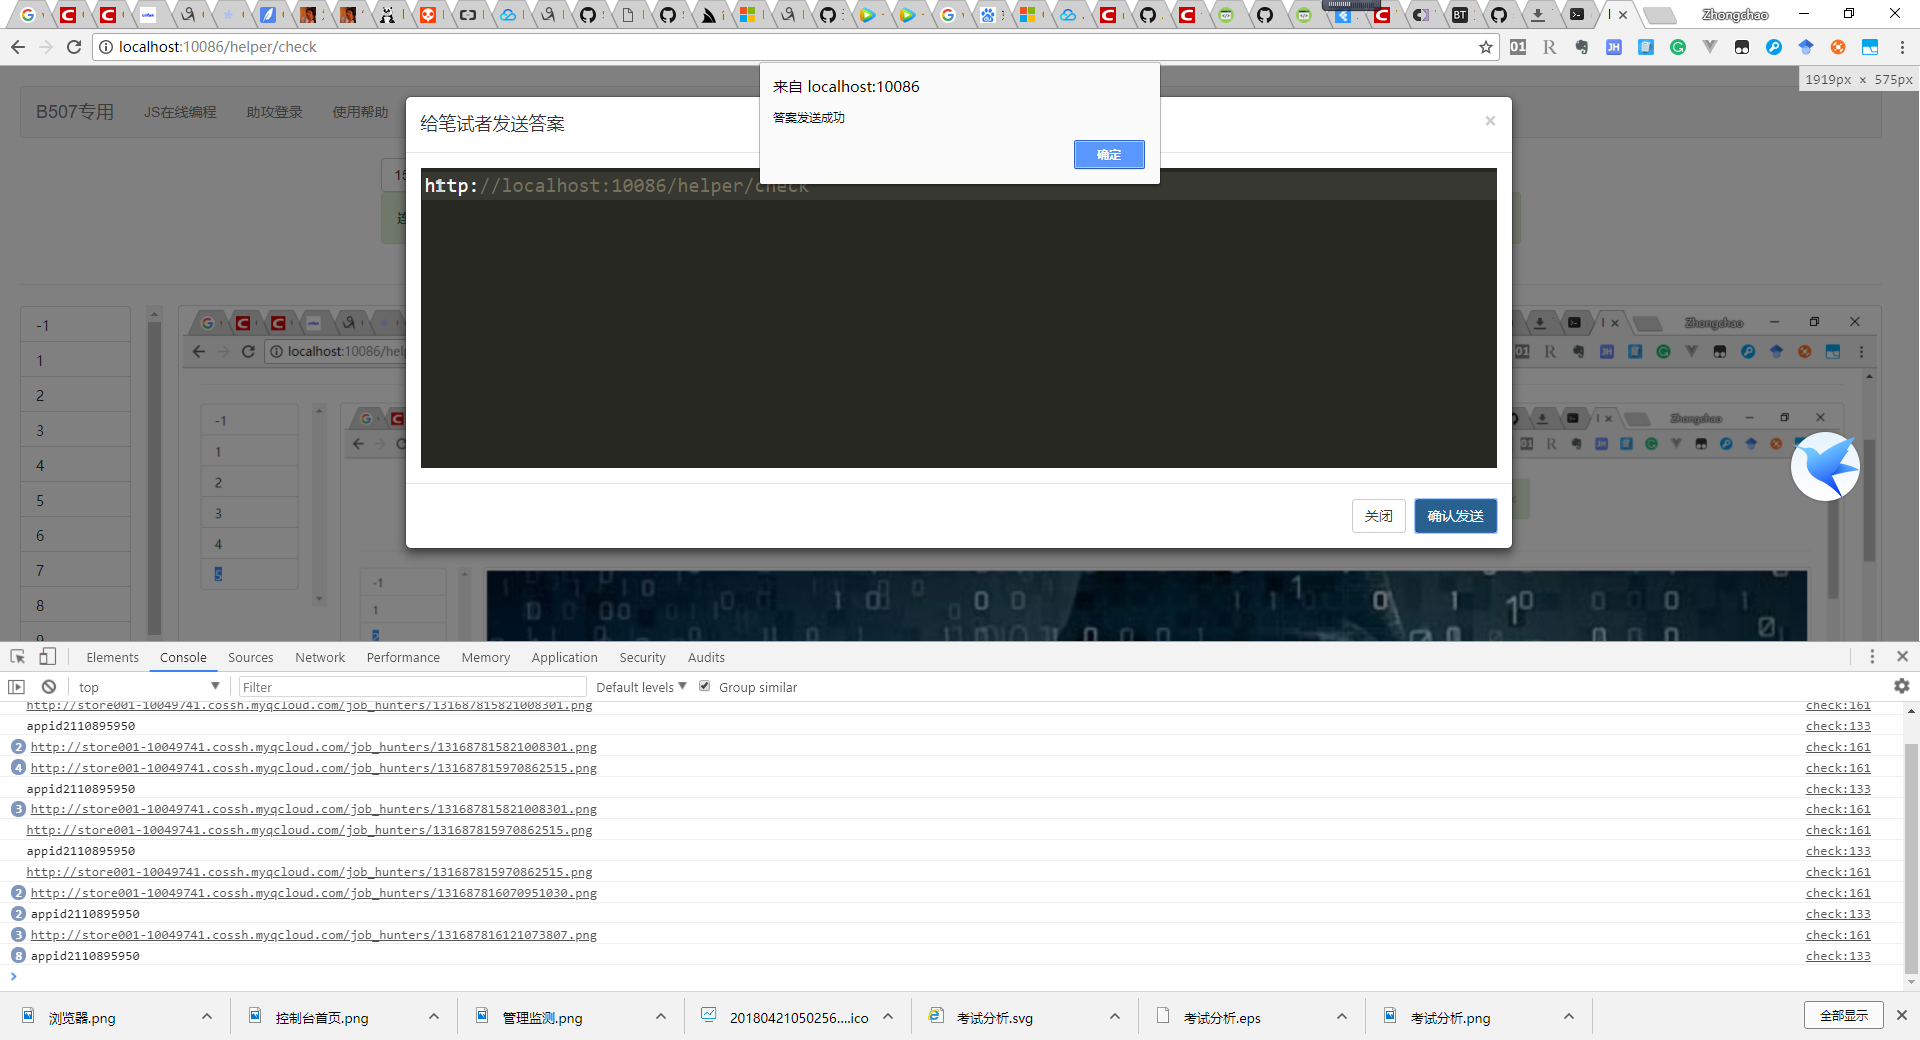 Zhongchao
localhost:10086/helper/check
1919px × 575px
来自 localhost:10086
答案发送成功
确定
B507专用
JS在线编程
助攻登录
使用帮助
给笔试者发送答案
×
http://localhost:10086/helper/check
关闭
确认发送
-1
1
2
3
4
5
6
7
8
9
localhost:10086/hel
Zhongchao
-1
1
2
3
4
5
Zhongchao
-1
1
2
Elements
Console
Sources
Network
Performance
Memory
Application
Security
Audits
top
Filter
Default levels
Group similar
http://store001-10049741.cossh.myqcloud.com/job_hunters/131687815821008301.png check:161
appid2110895950 check:133
2 http://store001-10049741.cossh.myqcloud.com/job_hunters/131687815821008301.png check:161
4 http://store001-10049741.cossh.myqcloud.com/job_hunters/131687815970862515.png check:161
appid2110895950 check:133
3 http://store001-10049741.cossh.myqcloud.com/job_hunters/131687815821008301.png check:161
http://store001-10049741.cossh.myqcloud.com/job_hunters/131687815970862515.png check:161
appid2110895950 check:133
http://store001-10049741.cossh.myqcloud.com/job_hunters/131687815970862515.png check:161
2 http://store001-10049741.cossh.myqcloud.com/job_hunters/131687816070951030.png check:161
2 appid2110895950 check:133
3 http://store001-10049741.cossh.myqcloud.com/job_hunters/131687816121073807.png check:161
8 appid2110895950 check:133
浏览器.png
控制台首页.png
管理监测.png
20180421050256....ico
考试分析.svg
考试分析.eps
考试分析.png
全部显示